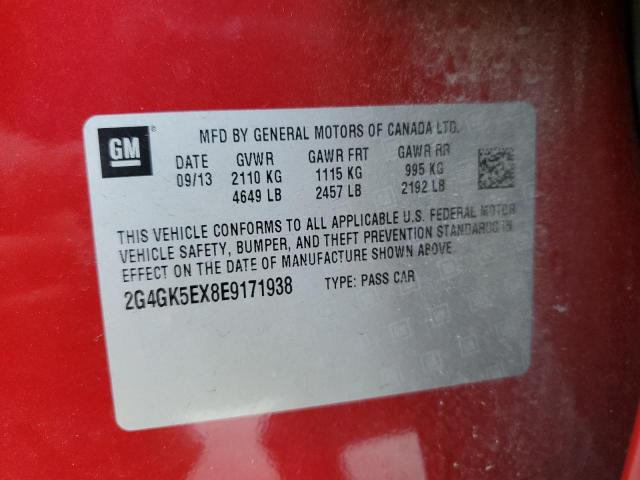 GM ®
MFD BY GENERAL MOTORS OF CANADA LTD.
DATE GVWR GAWR FRT GAWR RR
09/13 2110 KG 1115 KG 995 KG
4649 LB 2457 LB 2192 LB
THIS VEHICLE CONFORMS TO ALL APPLICABLE U.S. FEDERAL MOTOR
VEHICLE SAFETY, BUMPER, AND THEFT PREVENTION STANDARDS IN
EFFECT ON THE DATE OF MANUFACTURE SHOWN ABOVE.
2G4GK5EX8E9171938 TYPE: PASS CAR